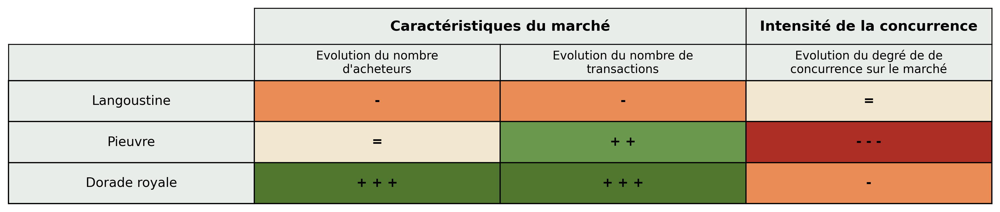 Caractéristiques du marché
Intensité de la concurrence
Evolution du nombre
d'acheteurs
Evolution du nombre de
transactions
Evolution du degré de de
concurrence sur le marché
Langoustine
-
-
=
Pieuvre
=
+ +
- - -
Dorade royale
+ + +
+ + +
-